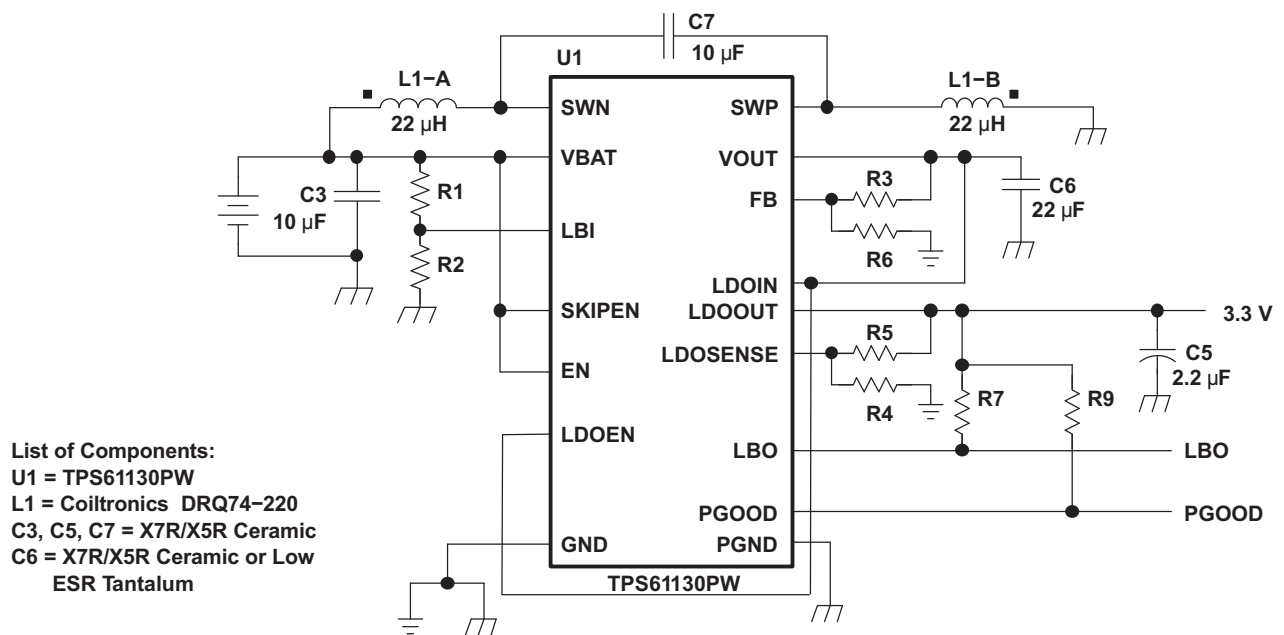 C7
10 µF
U1
L1−A
22 µH
L1−B
22 µH
SWN
SWP
VBAT
VOUT
C3
10 µF
R1
FB
R3
C6
22 µF
LBI
R2
R6
LDOIN
SKIPEN
LDOOUT
3.3 V
R5
LDOSENSE
C5
2.2 µF
EN
R4
R7
R9
LDOEN
LBO
LBO
List of Components:
U1 = TPS61130PW
L1 = Coiltronics DRQ74−220
C3, C5, C7 = X7R/X5R Ceramic
C6 = X7R/X5R Ceramic or Low
ESR Tantalum
PGOOD
PGOOD
GND
PGND
TPS61130PW